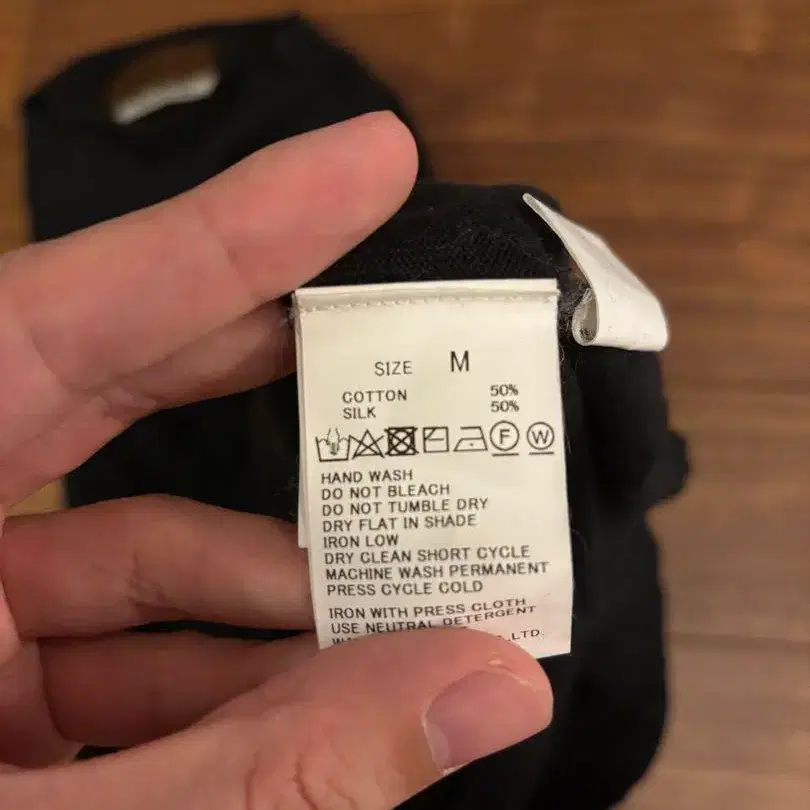 SIZE M
COTTON 50%
SILK 50%
F W
HAND WASH
DO NOT BLEACH
DO NOT TUMBLE DRY
DRY FLAT IN SHADE
IRON LOW
DRY CLEAN SHORT CYCLE
MACHINE WASH PERMANENT
PRESS CYCLE COLD
IRON WITH PRESS CLOTH
USE NEUTRAL DETERGENT
LTD.